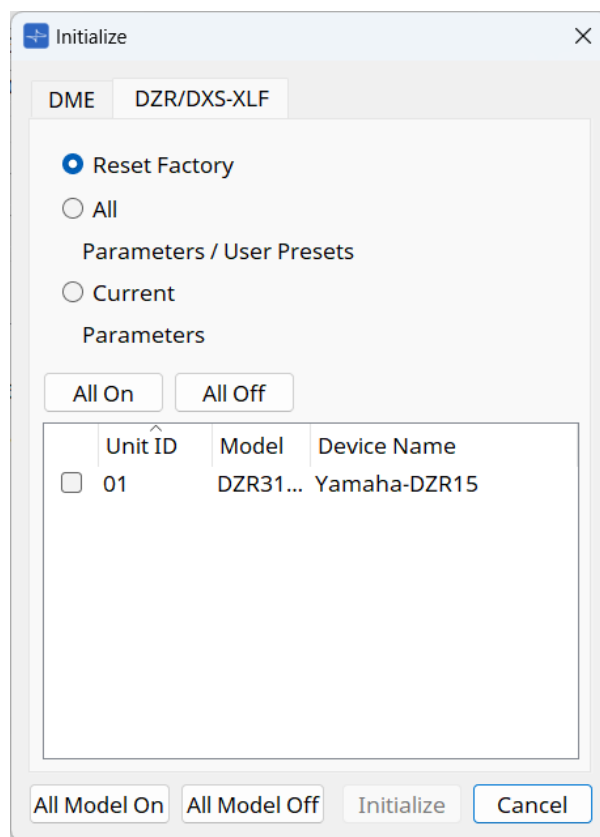 Initialize
DME DZR/DXS-XLF
Reset Factory
All
Parameters / User Presets
Current
Parameters
All On All Off
Unit ID Model Device Name
01 DZR31... Yamaha-DZR15
All Model On All Model Off Initialize Cancel